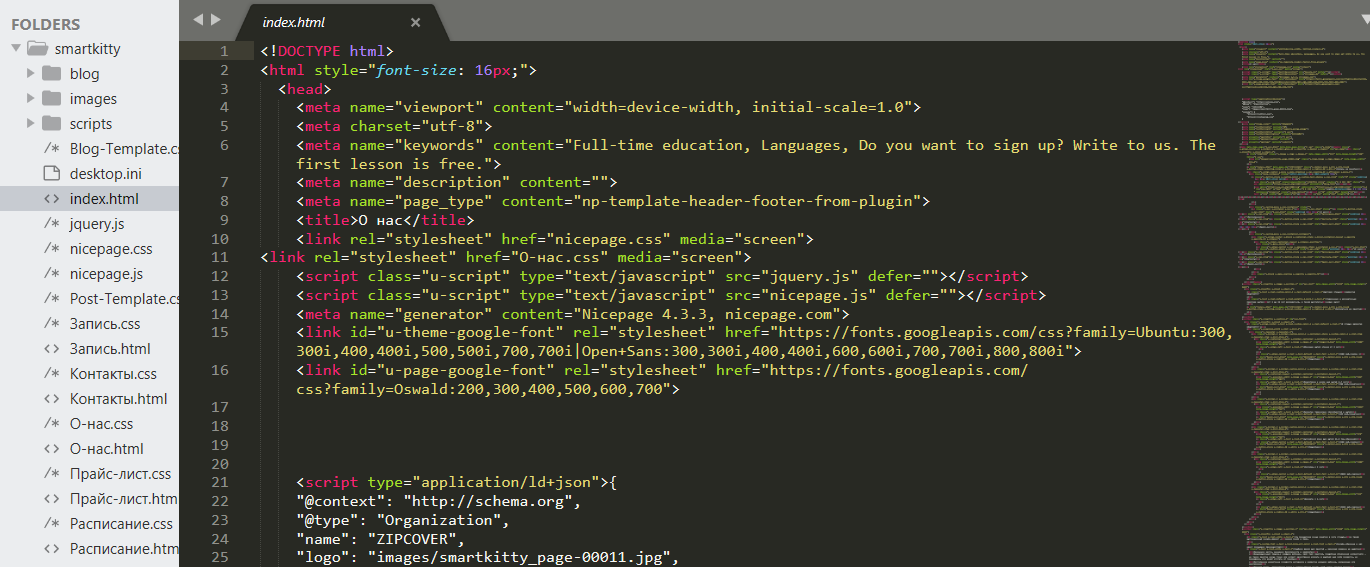 FOLDERS
smartkitty
blog
images
scripts
Blog-Template.cs
desktop.ini
index.html
jquery.js
nicepage.css
nicepage.js
Post-Template.cs
Запись.css
Запись.html
Контакты.css
Контакты.html
О-нас.css
О-нас.html
Прайс-лист.css
Прайс-лист.htm
Расписание.css
Расписание.htm
index.html
1 <!DOCTYPE html>
2 <html style="font-size: 16px;">
3 <head>
4 <meta name="viewport" content="width=device-width, initial-scale=1.0">
5 <meta charset="utf-8">
6 <meta name="keywords" content="Full-time education, Languages, Do you want to sign up? Write to us. The
first lesson is free.">
7 <meta name="description" content="">
8 <meta name="page_type" content="np-template-header-footer-from-plugin">
9 <title>О нас</title>
10 <link rel="stylesheet" href="nicepage.css" media="screen">
11 <link rel="stylesheet" href="О-нас.css" media="screen">
12 <script class="u-script" type="text/javascript" src="jquery.js" defer=""></script>
13 <script class="u-script" type="text/javascript" src="nicepage.js" defer=""></script>
14 <meta name="generator" content="Nicepage 4.3.3, nicepage.com">
15 <link id="u-theme-google-font" rel="stylesheet" href="https://fonts.googleapis.com/css?family=Ubuntu:300,
300i,400,400i,500,500i,700,700i|Open+Sans:300,300i,400,400i,600,600i,700,700i,800,800i">
16 <link id="u-page-google-font" rel="stylesheet" href="https://fonts.googleapis.com/
css?family=Oswald:200,300,400,500,600,700">
17
18
19
20
21 <script type="application/ld+json">{
22 "@context": "http://schema.org",
23 "@type": "Organization",
24 "name": "ZIPCOVER",
25 "logo": "images/smartkitty_page-00011.jpg",